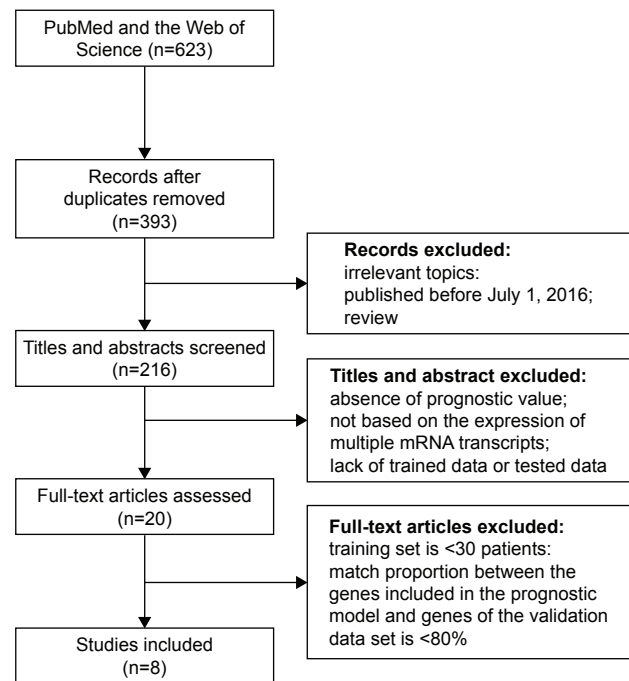 PubMed and the Web of
Science (n=623)
Records after
duplicates removed
(n=393)
Records excluded:
irrelevant topics:
published before July 1, 2016;
review
Titles and abstracts screened
(n=216)
Titles and abstract excluded:
absence of prognostic value;
not based on the expression of
multiple mRNA transcripts;
lack of trained data or tested data
Full-text articles assessed
(n=20)
Full-text articles excluded:
training set is <30 patients:
match proportion between the
genes included in the prognostic
model and genes of the validation
data set is <80%
Studies included
(n=8)